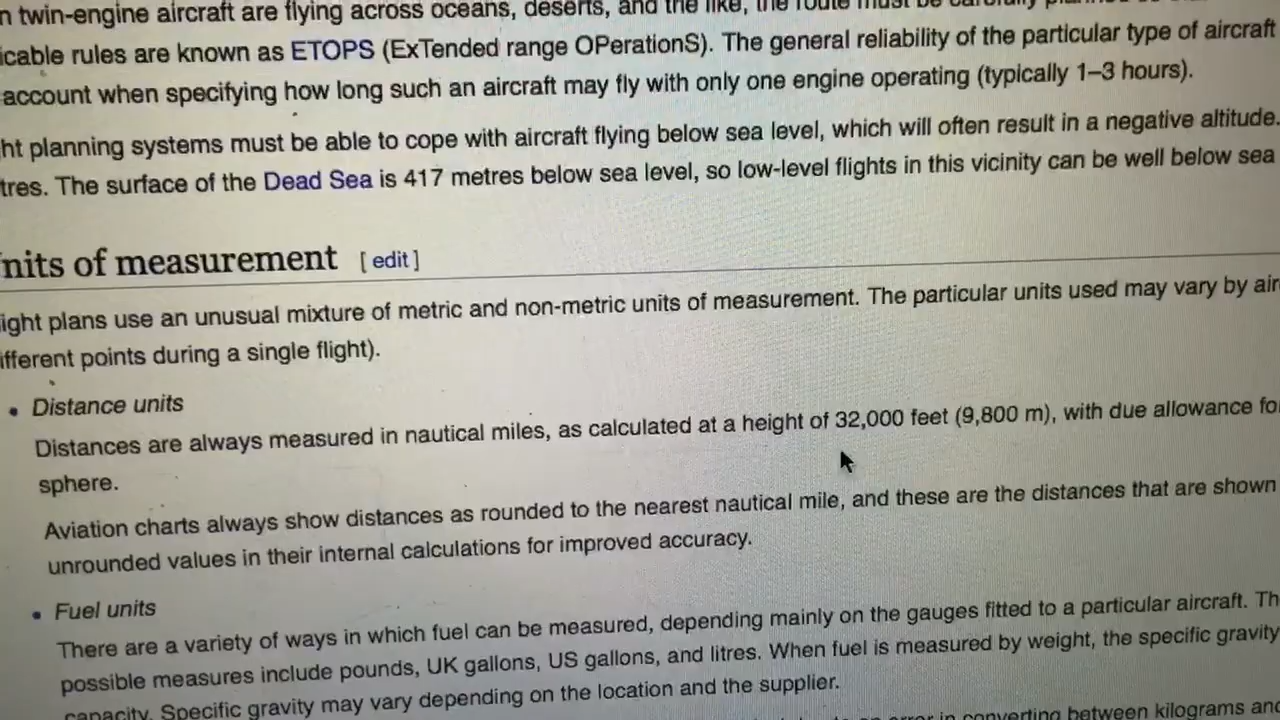 n twin-engine aircraft are flying across oceans, deserts, and the like, the route must be carefully planned
icable rules are known as ETOPS (ExTended range OPerationS). The general reliability of the particular type of aircraft
account when specifying how long such an aircraft may fly with only one engine operating (typically 1–3 hours).
ht planning systems must be able to cope with aircraft flying below sea level, which will often result in a negative altitude.
tres. The surface of the Dead Sea is 417 metres below sea level, so low-level flights in this vicinity can be well below sea
nits of measurement [ edit ]
ight plans use an unusual mixture of metric and non-metric units of measurement. The particular units used may vary by air
ifferent points during a single flight).
• Distance units
Distances are always measured in nautical miles, as calculated at a height of 32,000 feet (9,800 m), with due allowance fo
sphere.
Aviation charts always show distances as rounded to the nearest nautical mile, and these are the distances that are shown
unrounded values in their internal calculations for improved accuracy.
• Fuel units
There are a variety of ways in which fuel can be measured, depending mainly on the gauges fitted to a particular aircraft. Th
possible measures include pounds, UK gallons, US gallons, and litres. When fuel is measured by weight, the specific gravity
capacity. Specific gravity may vary depending on the location and the supplier.
error in converting between kilograms and